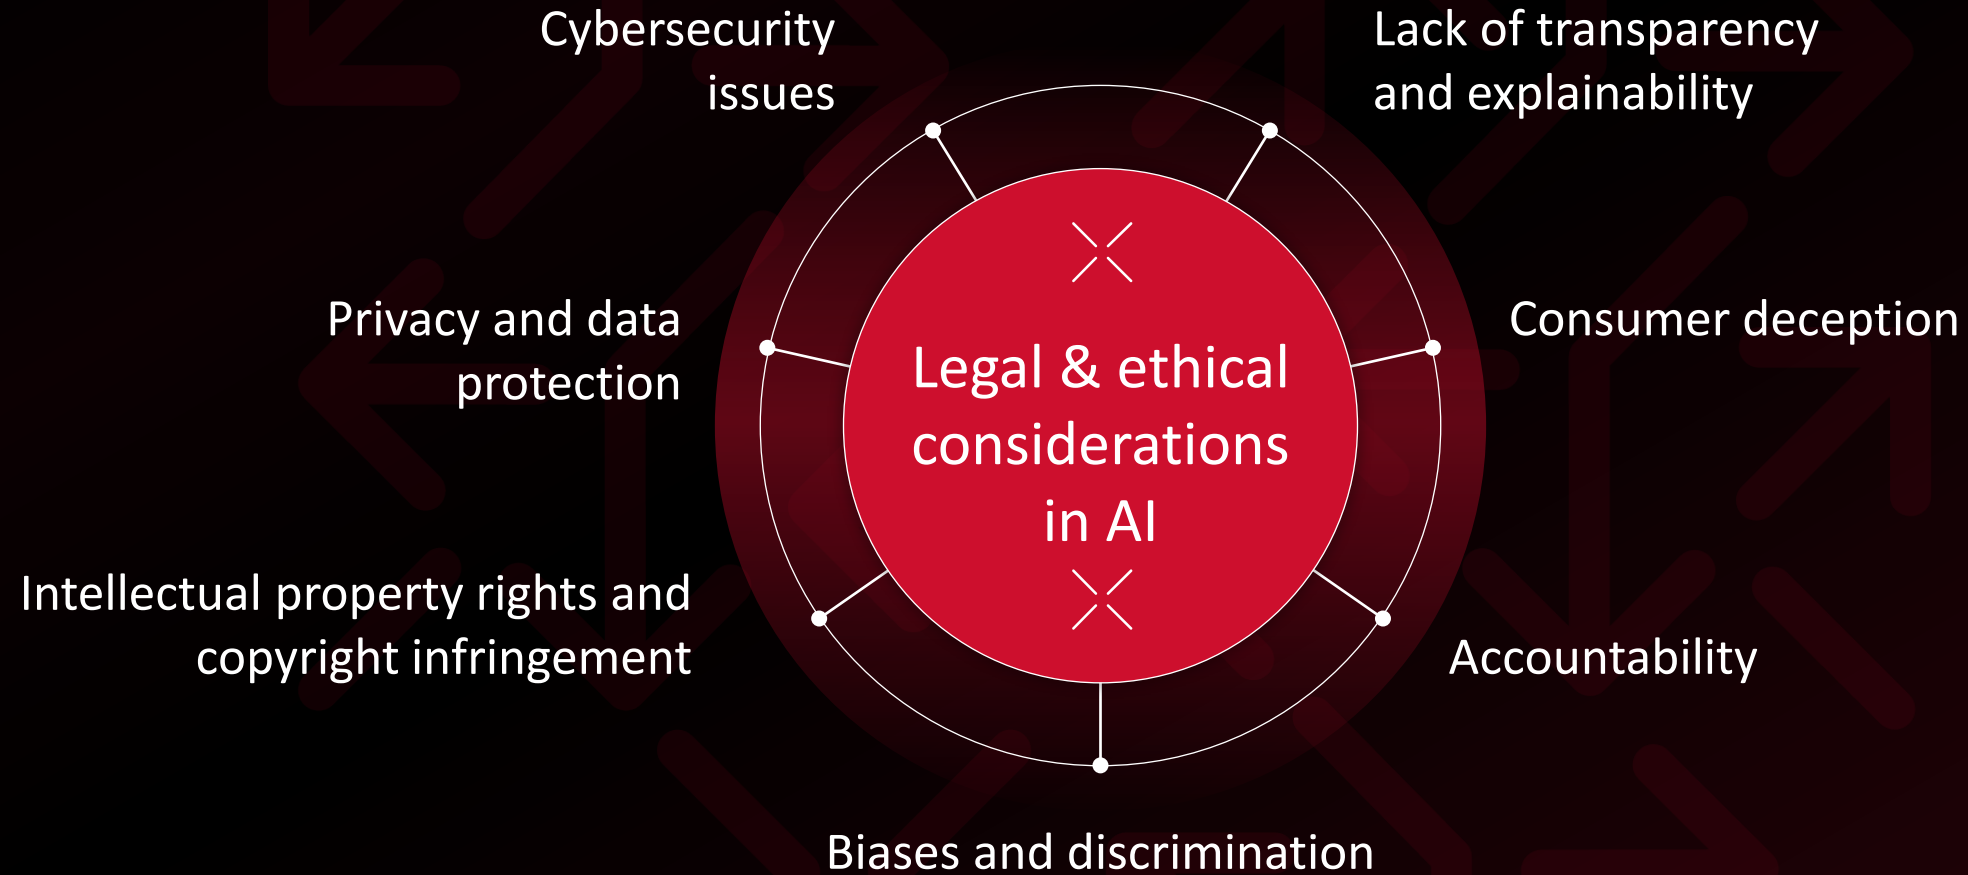 Cybersecurity
issues
Lack of transparency
and explainability
Privacy and data
protection
Consumer deception
Legal & ethical
considerations
in AI
Intellectual property rights and
copyright infringement
Accountability
Biases and discrimination